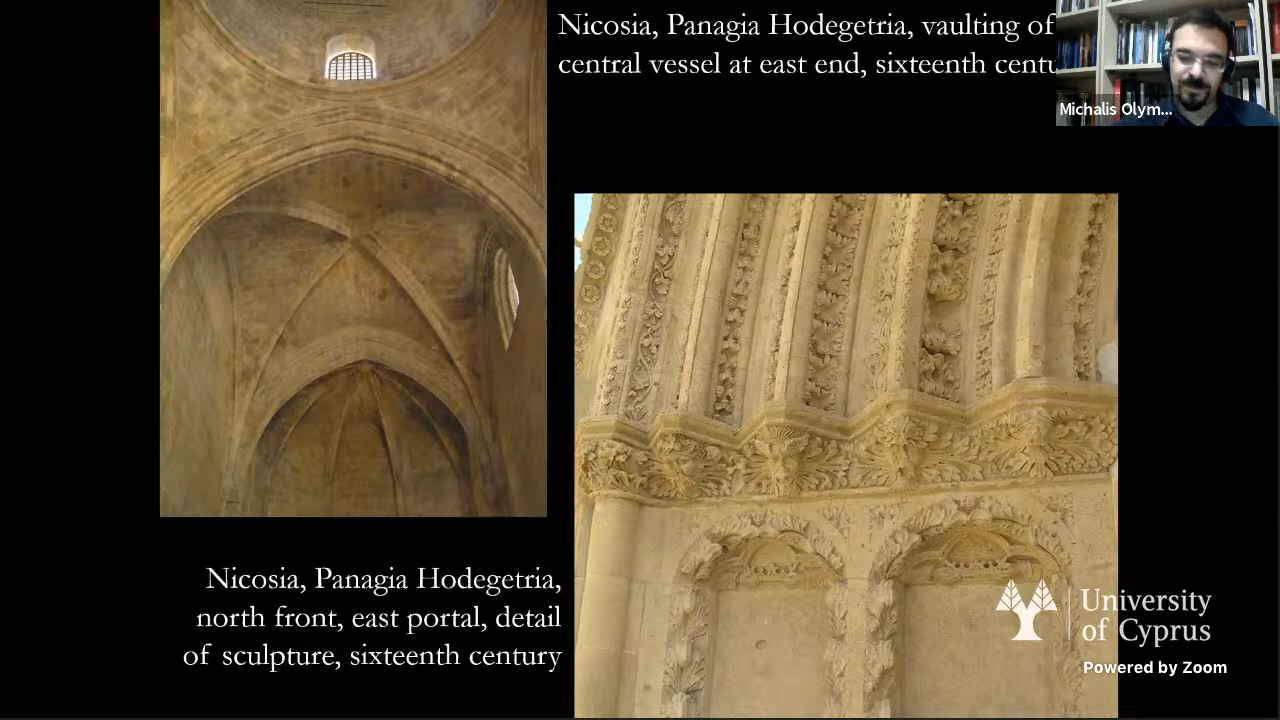 Nicosia, Panagia Hodegetria, vaulting of
central vessel at east end, sixteenth
Michalis Olym...
Nicosia, Panagia Hodegetria,
north front, east portal, detail
of sculpture, sixteenth century
University
of Cyprus
Powered by Zoom